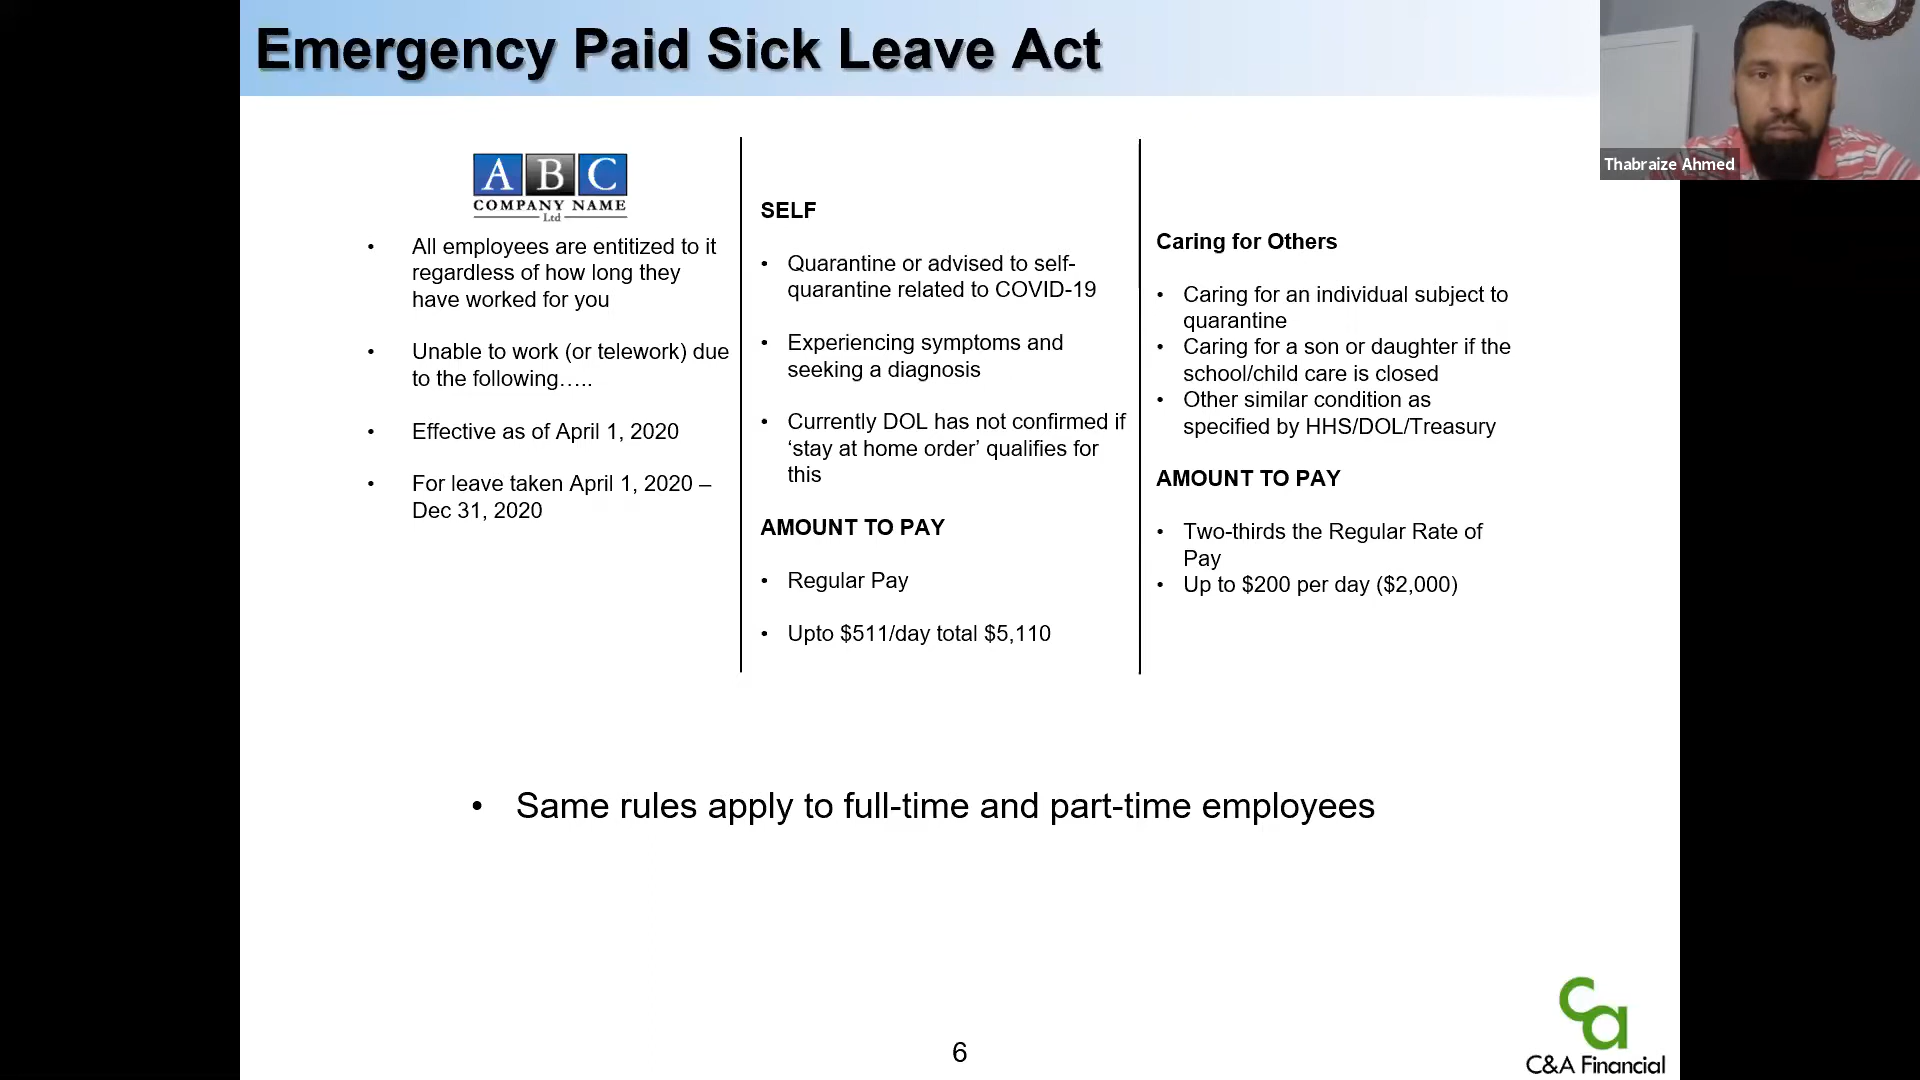 Emergency Paid Sick Leave Act
Thabraize Ahmed
A B C
COMPANY NAME
Ltd
• All employees are entitized to it
regardless of how long they
have worked for you
• Unable to work (or telework) due
to the following…..
• Effective as of April 1, 2020
• For leave taken April 1, 2020 –
Dec 31, 2020
SELF
• Quarantine or advised to self-
quarantine related to COVID-19
• Experiencing symptoms and
seeking a diagnosis
• Currently DOL has not confirmed if
‘stay at home order’ qualifies for
this
AMOUNT TO PAY
• Regular Pay
• Upto $511/day total $5,110
Caring for Others
• Caring for an individual subject to
quarantine
• Caring for a son or daughter if the
school/child care is closed
• Other similar condition as
specified by HHS/DOL/Treasury
AMOUNT TO PAY
• Two-thirds the Regular Rate of
Pay
• Up to $200 per day ($2,000)
• Same rules apply to full-time and part-time employees
6
ca
C&A Financial